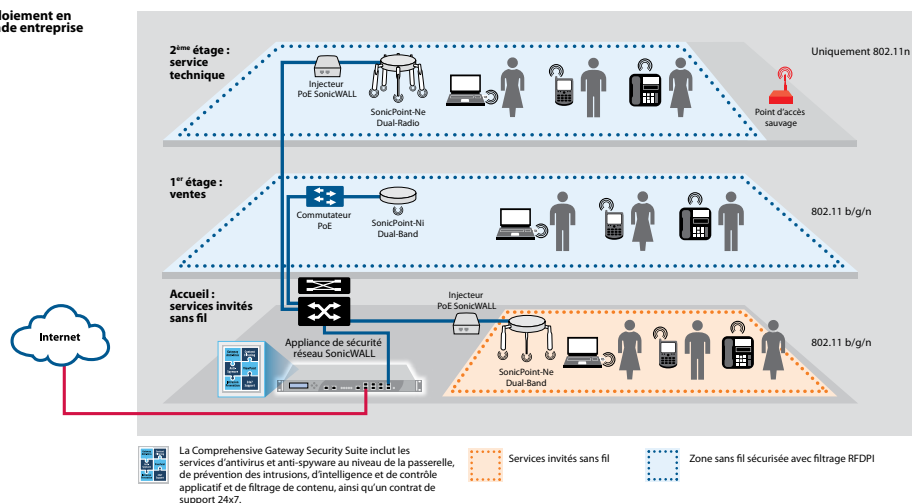 loiement en
de entreprise
2ème étage :
service
technique
Injecteur
PoE SonicWALL
SonicPoint-Ne
Dual-Radio
Uniquement 802.11n
Point d'accès
sauvage
1er étage :
ventes
Commutateur
PoE
SonicPoint-Ni
Dual-Band
802.11 b/g/n
Accueil :
services invités
sans fil
Injecteur
PoE SonicWALL
Internet
Appliance de sécurité
réseau SonicWALL
SonicPoint-Ne
Dual-Band
802.11 b/g/n
La Comprehensive Gateway Security Suite inclut les
services d'antivirus et anti-spyware au niveau de la passerelle,
de prévention des intrusions, d'intelligence et de contrôle
applicatif et de filtrage de contenu, ainsi qu'un contrat de
support 24x7.
Services invités sans fil
Zone sans fil sécurisée avec filtrage RFDPI